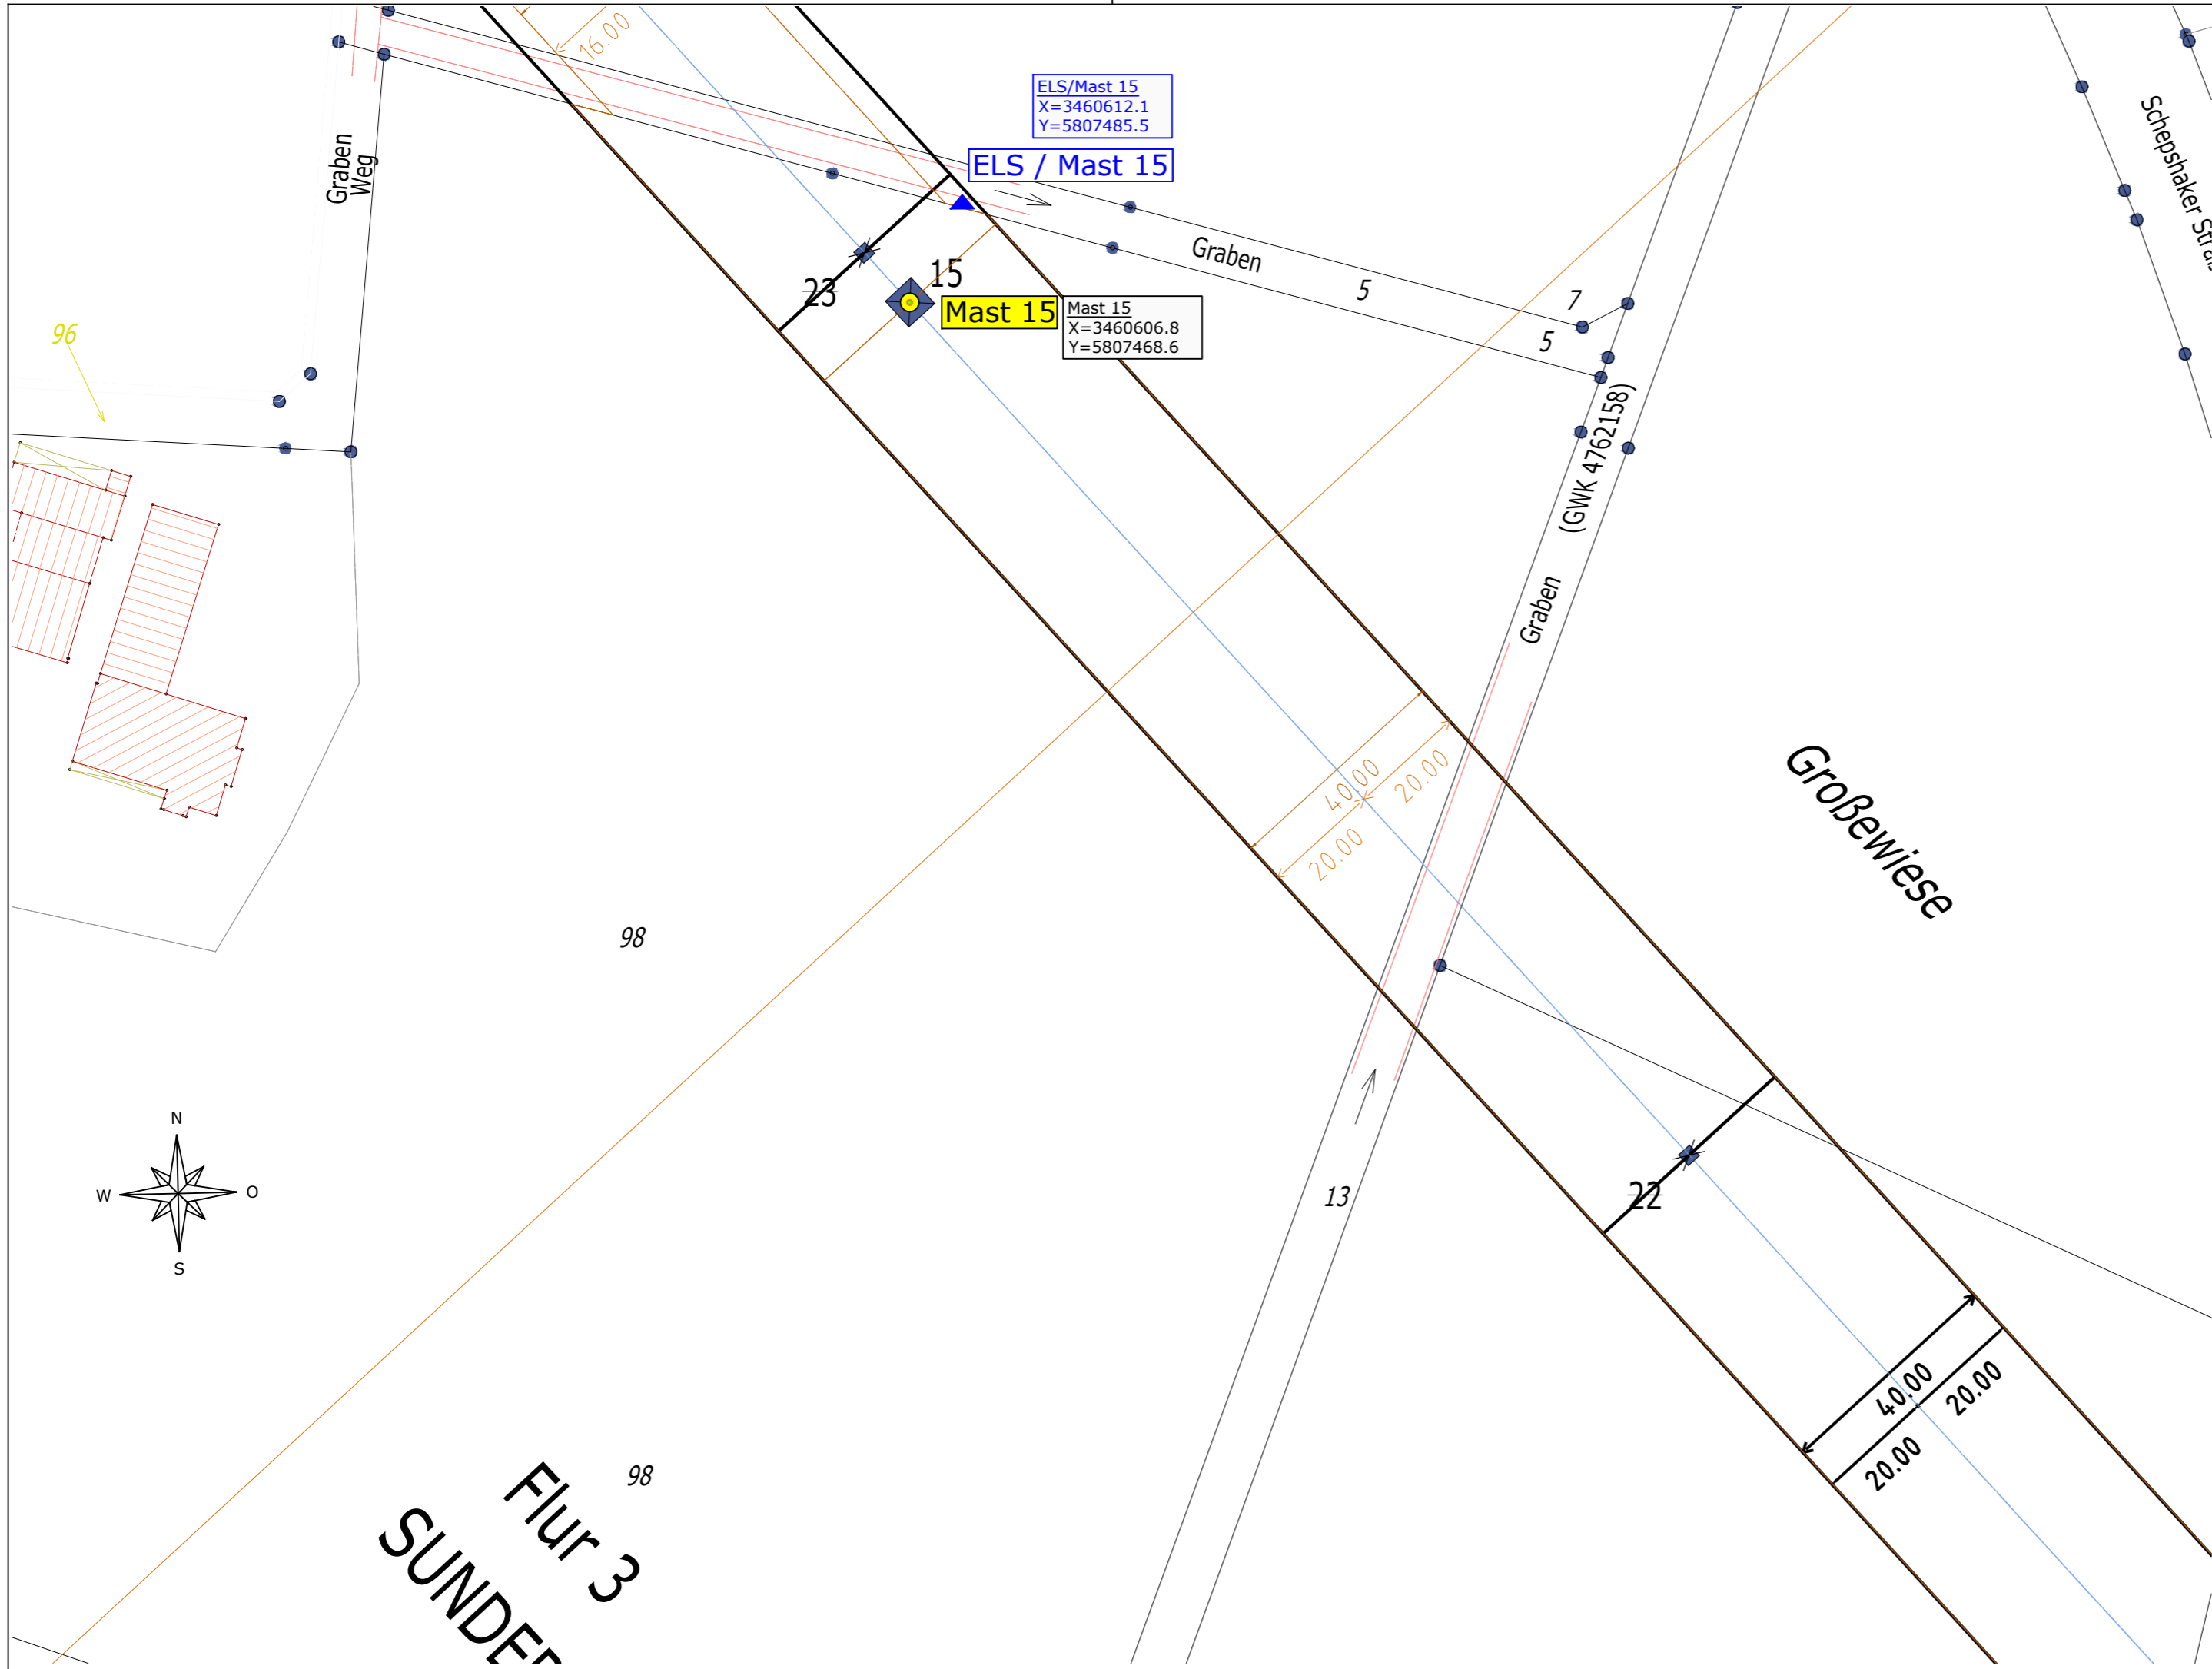 16.00
ELS/Mast 15
X=3460612.1
Y=5807485.5
ELS / Mast 15
Graben
Weg
Graben
15
23
Mast 15
Mast 15
X=3460606.8
Y=5807468.6
5
7
5
96
(GWK 4762158)
Graben
40.00
20.00
20.00
Großewiese
98
N
W
O
S
13
22
40.00
20.00
20.00
98
Flur 3
Schepshaker